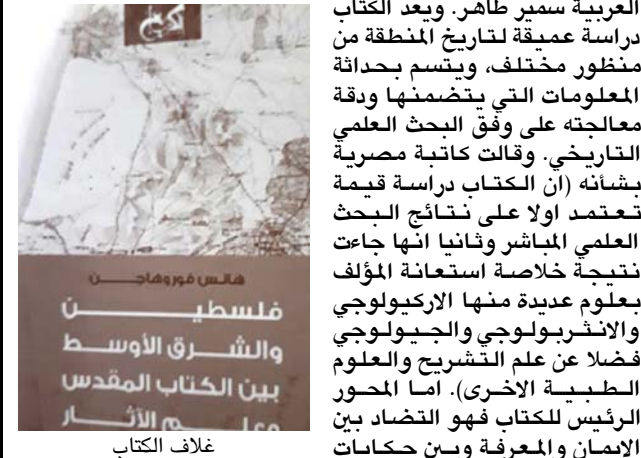 العربية سمير طاهر. ويعد الكتاب
دراسة عميقة لتاريخ المنطقة من
منظور مختلف، ويتسم بحداثة
المعلومات التي يتضمنها ودقة
معالجته على وفق البحث العلمي
التاريخي. وقالت كاتبة مصرية
بشأنه (ان الكتاب دراسة قيمة
تعتمد اولا على نتائج البحث
العلمي المباشر وثانيا انها جاءت
نتيجة خلاصة استعانة المؤلف
بعلوم عديدة منها الاركيولوجي
والانثربولوجي والجيولوجي
فضلا عن علم التشريح والعلوم
الطبية الاخرى). اما المحور
الرئيس للكتاب فهو التضاد بين
الايمان والمعرفة وبين حكايات
هانس فوروهاجن
فلسطين
والشرق الأوسط
بين الكتاب المقدس
وعلم الآثار
غلاف الكتاب